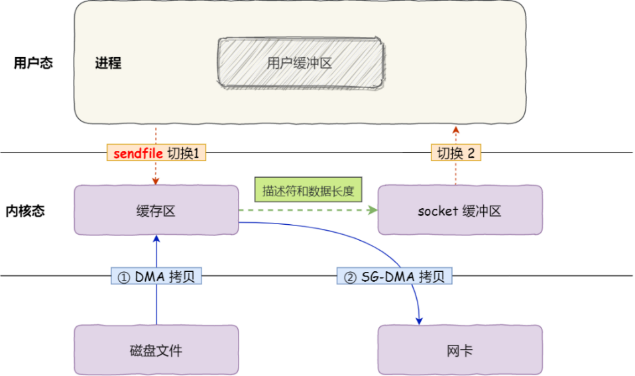 用户态
进程
用户缓冲区
sendfile 切换1
切换 2
内核态
缓存区
描述符和数据长度
socket 缓冲区
① DMA 拷贝
② SG-DMA 拷贝
磁盘文件
网卡